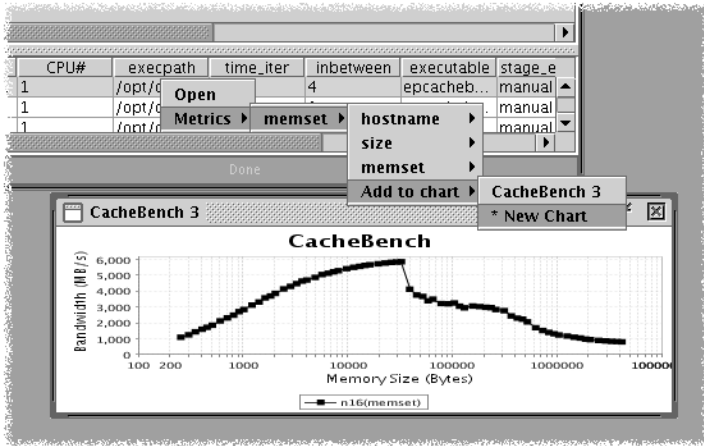 CPU# execpath time_iter inbetween executable stage_e
1 /opt/c 4 epcacheb... manual
Open
1 /opt/c manual
Metrics memset hostname
1 /opt/c manual
size
memset
Done
Add to chart CacheBench 3
* New Chart
CacheBench 3
CacheBench
Bandwidth (MB/s)
6,000
5,000
4,000
3,000
2,000
1,000
0
100 200 1000 10000 100000 1000000 100000
Memory Size (Bytes)
n16(memset)